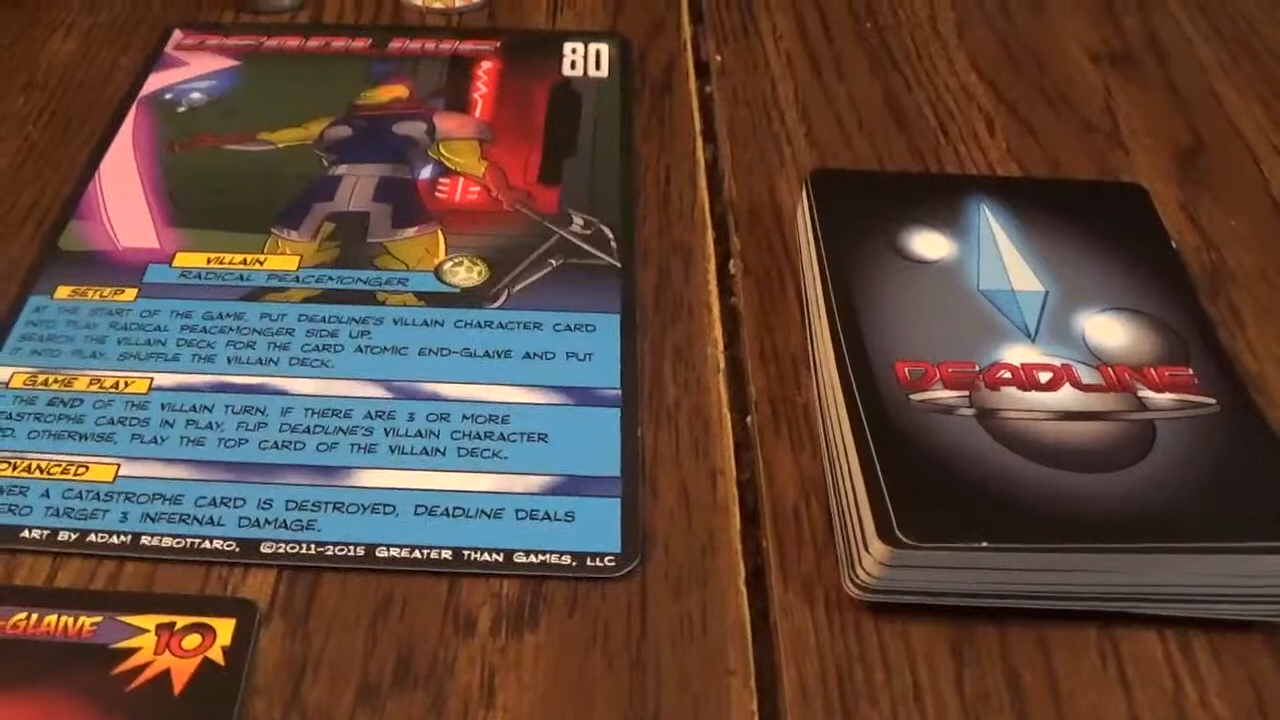 DEADLINE
80
VILLAIN
RADICAL PEACEMONGER
SETUP
AT THE START OF THE GAME, PUT DEADLINE'S VILLAIN CHARACTER CARD
INTO PLAY RADICAL PEACEMONGER SIDE UP.
SEARCH THE VILLAIN DECK FOR THE CARD ATOMIC END-GLAIVE AND PUT
IT INTO PLAY. SHUFFLE THE VILLAIN DECK.
GAME PLAY
THE END OF THE VILLAIN TURN, IF THERE ARE 3 OR MORE
CATASTROPHE CARDS IN PLAY, FLIP DEADLINE'S VILLAIN CHARACTER
OTHERWISE, PLAY THE TOP CARD OF THE VILLAIN DECK.
DVANCED
A CATASTROPHE CARD IS DESTROYED, DEADLINE DEALS
ERO TARGET 3 INFERNAL DAMAGE.
ART BY ADAM REBOTTARO. ©2011-2015 GREATER THAN GAMES, LLC
-GLAIVE 10
DEADLINE